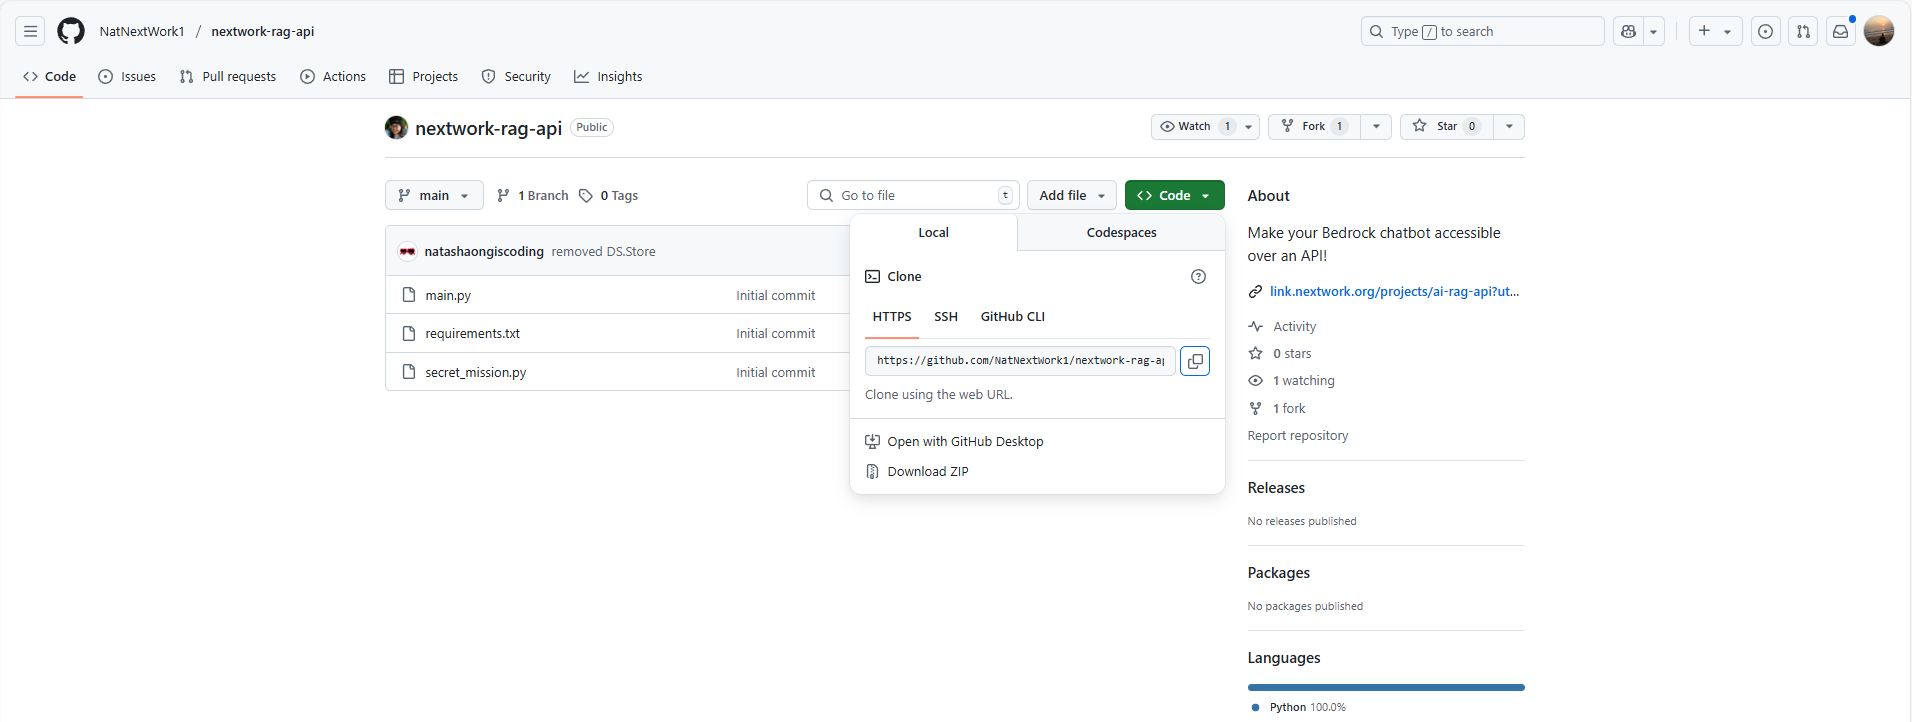 NatNextWork1 / nextwork-rag-api
Type / to search
Code Issues Pull requests Actions Projects Security Insights
nextwork-rag-api Public
Watch 1 Fork 1 Star 0
main 1 Branch 0 Tags
Go to file t
Add file
Code
natashaongiscoding removed DS.Store
main.py Initial commit
requirements.txt Initial commit
secret_mission.py Initial commit
Local Codespaces
Clone
HTTPS SSH GitHub CLI
https://github.com/NatNextWork1/nextwork-rag-ap
Clone using the web URL.
Open with GitHub Desktop
Download ZIP
About
Make your Bedrock chatbot accessible
over an API!
link.nextwork.org/projects/ai-rag-api?ut...
Activity
0 stars
1 watching
1 fork
Report repository
Releases
No releases published
Packages
No packages published
Languages
Python 100.0%